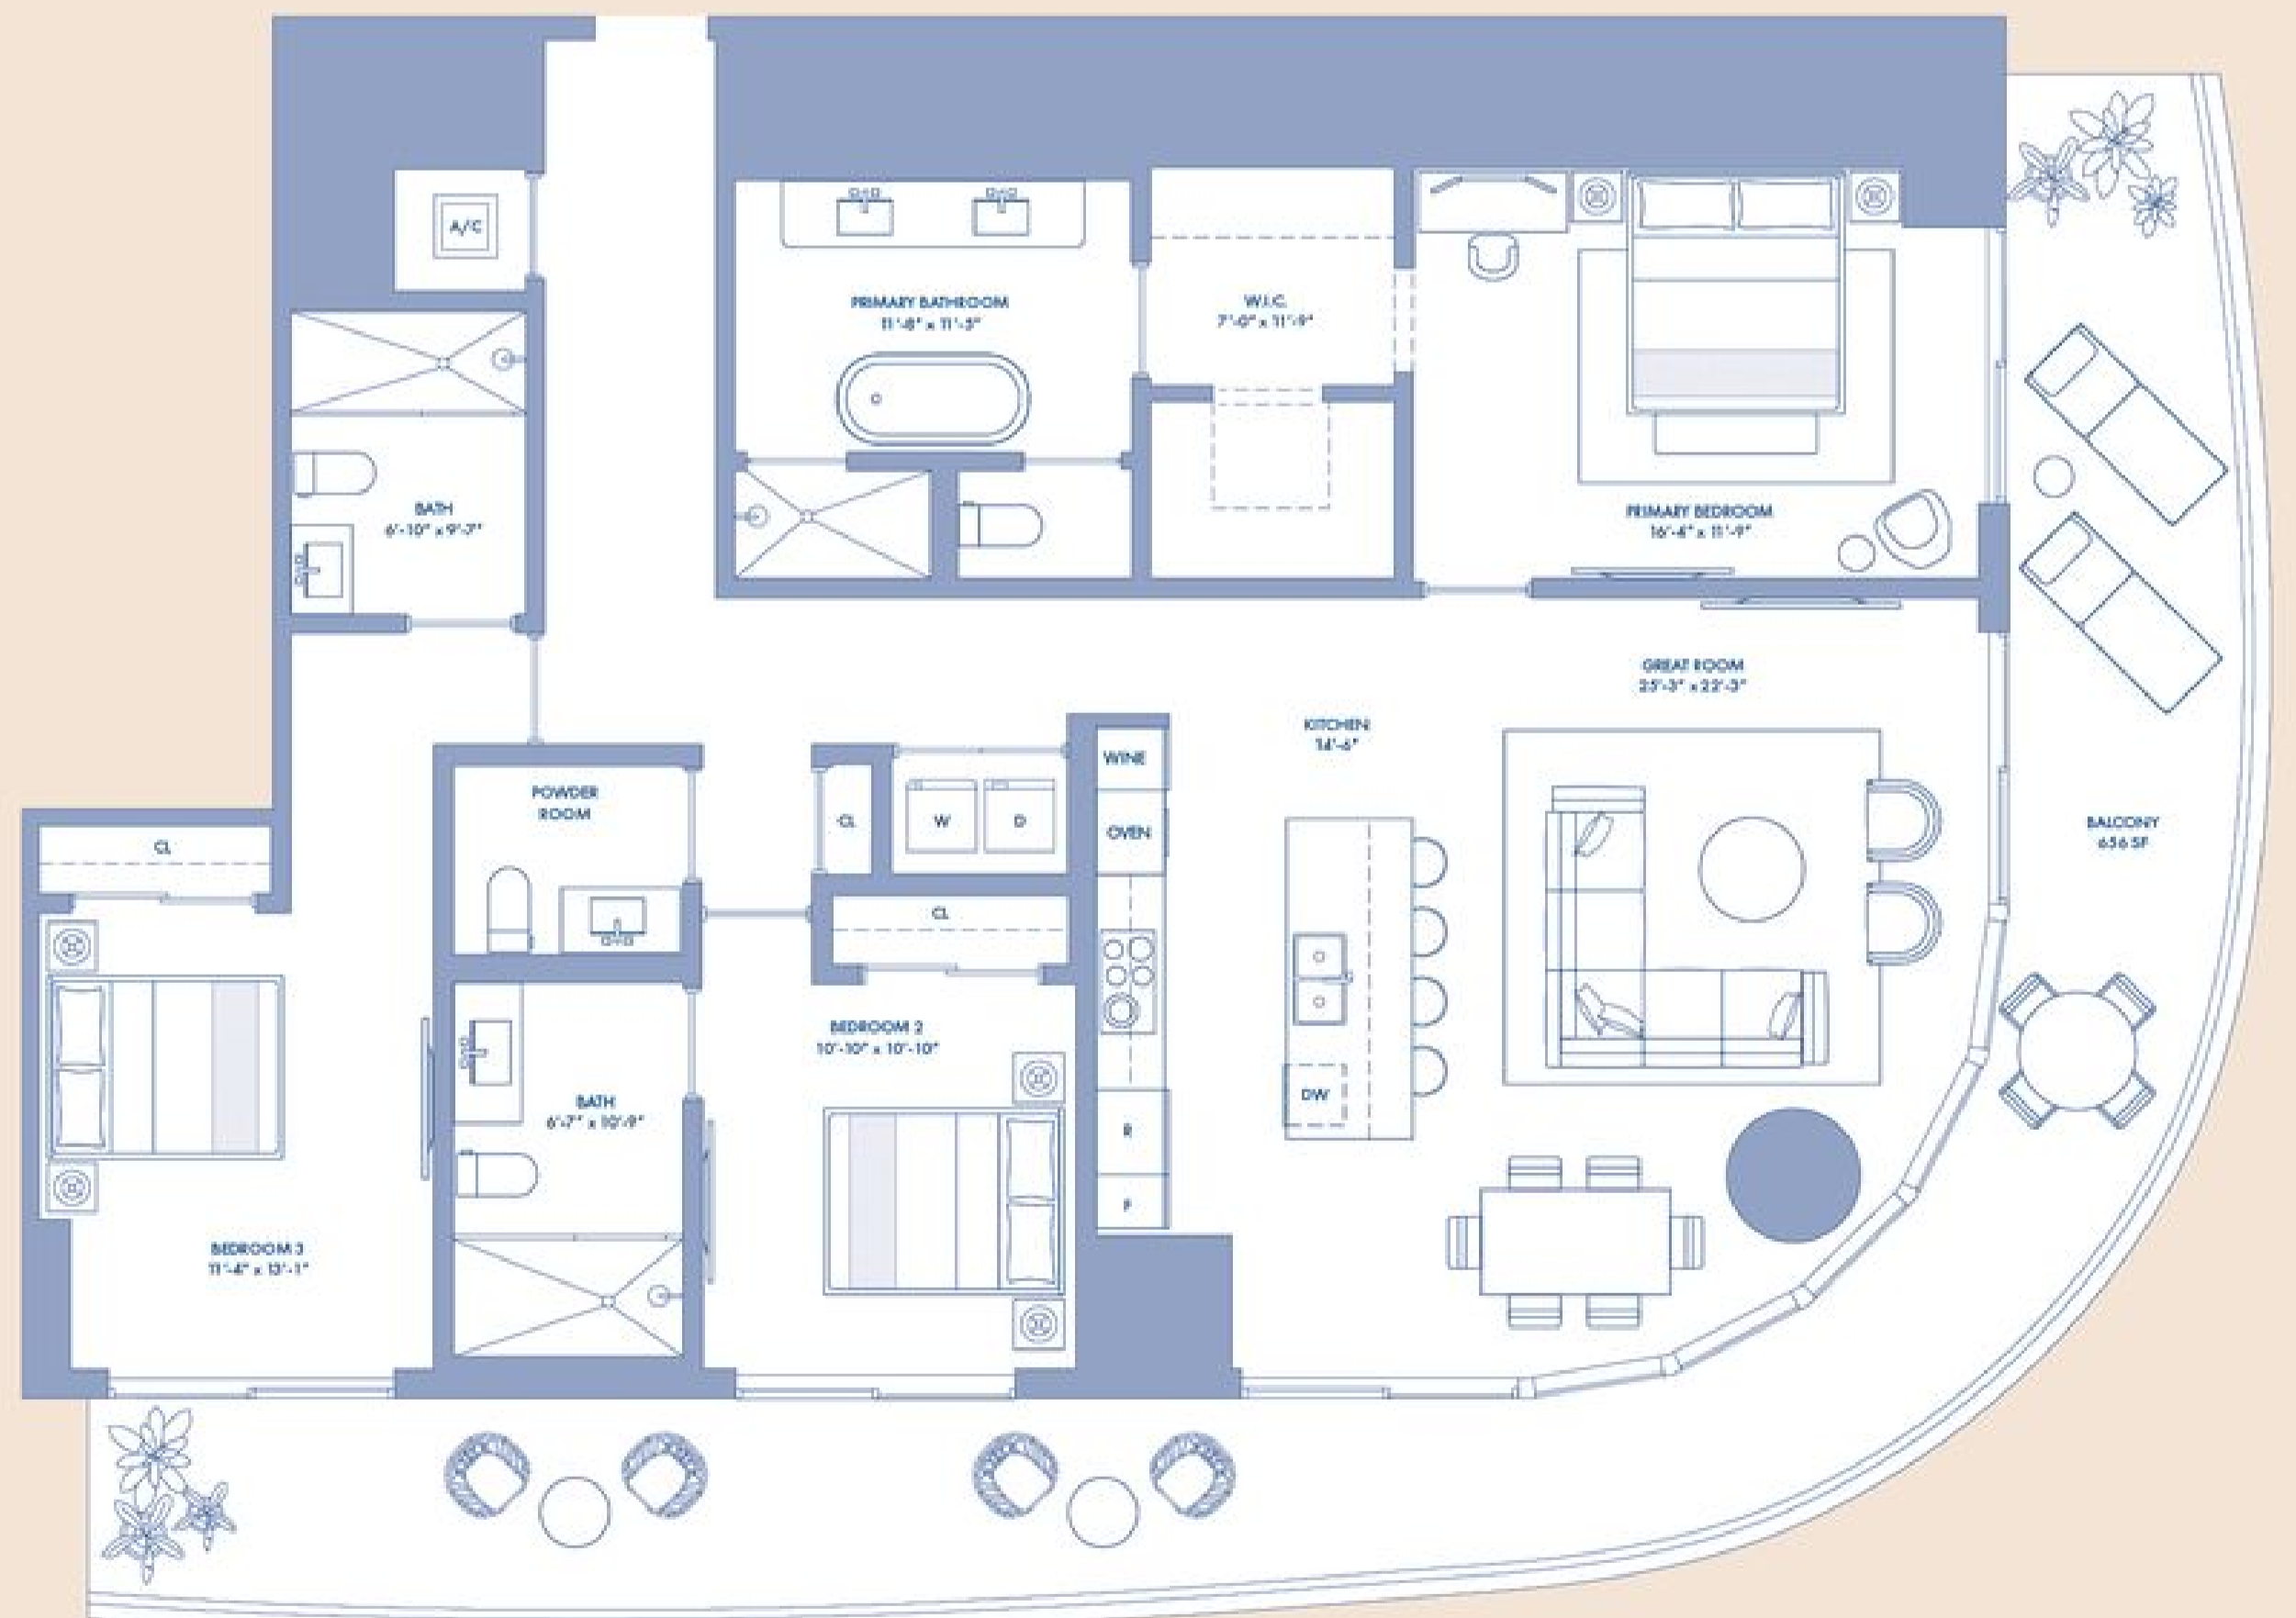 A/C
PRIMARY BATHROOM
11'-8" x 11'-5"
W.I.C.
7'-0" x 11'-9"
BATH
6'-10" x 9'-7"
PRIMARY BEDROOM
16'-4" x 11'-9"
GREAT ROOM
25'-3" x 22'-3"
KITCHEN
14'-6"
WINE
POWDER
ROOM
CL
W
D
OVEN
BALCONY
656 SF
CL
CL
BEDROOM 2
10'-10" x 10'-10"
DW
BATH
6'-7" x 10'-9"
R
F
BEDROOM 3
11'-4" x 13'-1"